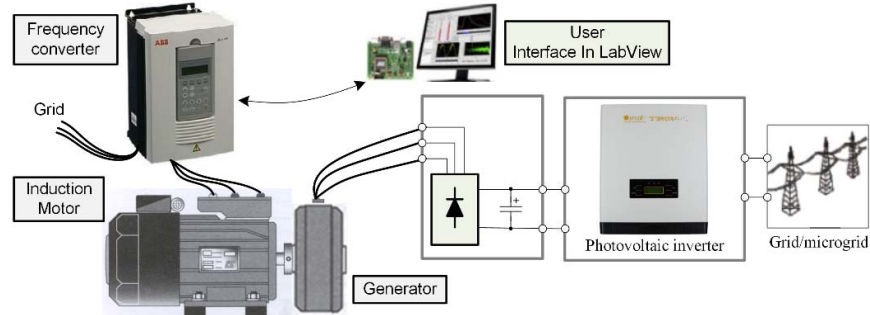 Frequency
converter
ABB
User
Interface In LabView
Grid
Induction
Motor
Generator
+
Photovoltaic inverter
Grid/microgrid